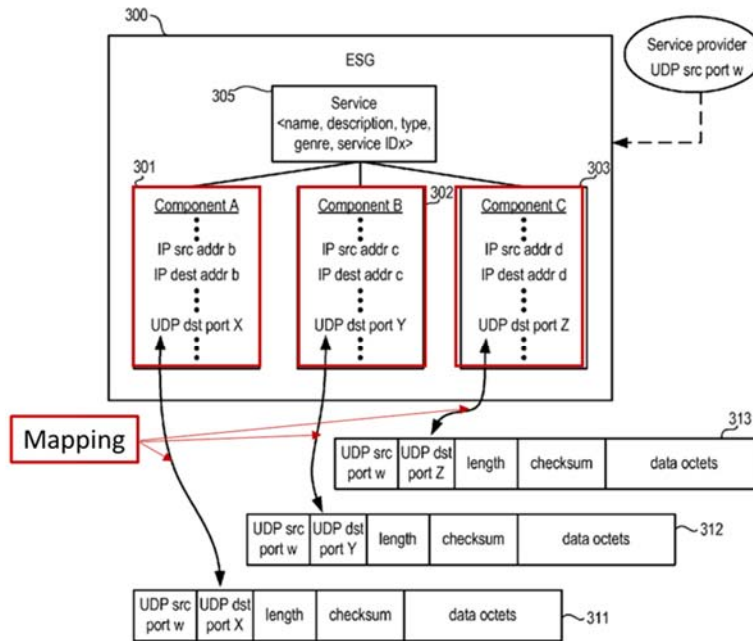 300
ESG
Service provider
UDP src port w
305
Service
<name, description, type,
genre, service IDx>
301
302
303
Component A
IP src addr b
IP dest addr b
UDP dst port X
Component B
IP src addr c
IP dest addr c
UDP dst port Y
Component C
IP src addr d
IP dest addr d
UDP dst port Z
Mapping
313
UDP src
port w
UDP dst
port Z
length
checksum
data octets
UDP src
port w
UDP dst
port Y
length
checksum
data octets
312
UDP src
port w
UDP dst
port X
length
checksum
data octets
311